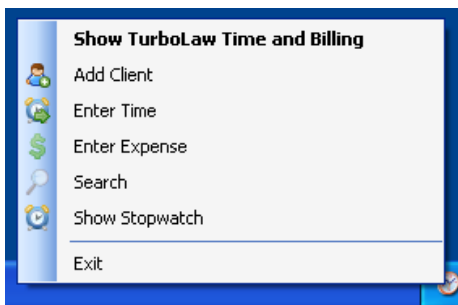 Show TurboLaw Time and Billing
Add Client
Enter Time
Enter Expense
Search
Show Stopwatch
Exit